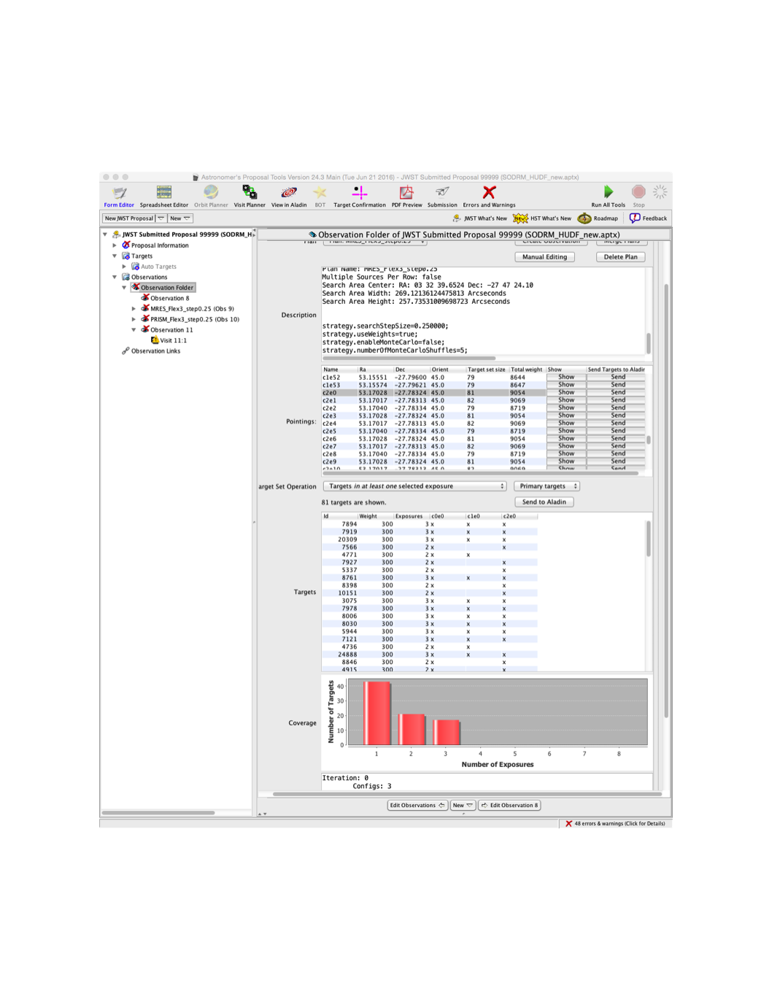 Astronomer's Proposal Tools Version 24.3 Main (Tue Jun 21 2016) - JWST Submitted Proposal 99999 (SODRM_HUDF_new.aptx)
Form Editor Spreadsheet Editor Orbit Planner Visit Planner View in Aladin BOT Target Confirmation PDF Preview Submission Errors and Warnings Run All Tools Stop
New JWST Proposal New JWST What's New New HST What's New Roadmap Feedback
JWST Submitted Proposal 99999 (SODRM_H
Proposal Information
Targets
Auto Targets
Observations
Observation Folder
Observation 8
MRES_Flex3_step0.25 (Obs 9)
PRISM_Flex3_step0.25 (Obs 10)
Observation 11
Visit 11:1
Observation Links
Observation Folder of JWST Submitted Proposal 99999 (SODRM_HUDF_new.aptx)
Plan Plan: MRES_Flex3_step0.25 Create Observation Merge Plans
Manual Editing Delete Plan
Description
Plan Name: MRES_Flex3_step0.25
Multiple Sources Per Row: false
Search Area Center: RA: 03 32 39.6524 Dec: -27 47 24.10
Search Area Width: 269.12136124475813 Arcseconds
Search Area Height: 257.73531009698723 Arcseconds
strategy.searchStepSize=0.250000;
strategy.useWeights=true;
strategy.enableMonteCarlo=false;
strategy.numberOfMonteCarloShuffles=5;
Pointings:
Name Ra Dec Orient Target set size Total weight Show Send Targets to Aladin
c1e52 53.15551 -27.79600 45.0 79 8644 Show Send
c1e53 53.15574 -27.79621 45.0 79 8647 Show Send
c2e0 53.17028 -27.78324 45.0 81 9054 Show Send
c2e1 53.17017 -27.78313 45.0 82 9069 Show Send
c2e2 53.17040 -27.78334 45.0 79 8719 Show Send
c2e3 53.17028 -27.78324 45.0 81 9054 Show Send
c2e4 53.17017 -27.78313 45.0 82 9069 Show Send
c2e5 53.17040 -27.78334 45.0 79 8719 Show Send
c2e6 53.17028 -27.78324 45.0 81 9054 Show Send
c2e7 53.17017 -27.78313 45.0 82 9069 Show Send
c2e8 53.17040 -27.78334 45.0 79 8719 Show Send
c2e9 53.17028 -27.78324 45.0 81 9054 Show Send
c2e10 53.17017 -27.78313 45.0 82 9069 Show Send
arget Set Operation Targets in at least one selected exposure Primary targets
81 targets are shown. Send to Aladin
Targets
Id Weight Exposures c0e0 c1e0 c2e0
7894 300 3 x x x
7919 300 3 x x x
20309 300 3 x x x
7566 300 2 x x
4771 300 2 x x
7927 300 2 x x
5337 300 2 x x
8761 300 3 x x x
8398 300 2 x x
10151 300 2 x x
3075 300 3 x x x
7978 300 3 x x x
8006 300 3 x x x
8030 300 3 x x x
5944 300 3 x x x
7121 300 3 x x x
4736 300 2 x x
24888 300 3 x x x
8846 300 2 x x
4915 300 2 x x
Coverage
Number of Targets
40
30
20
10
0
1 2 3 4 5 6 7 8
Number of Exposures
Iteration: 0
Configs: 3
Edit Observations New Edit Observation 8
48 errors & warnings (Click for Details)